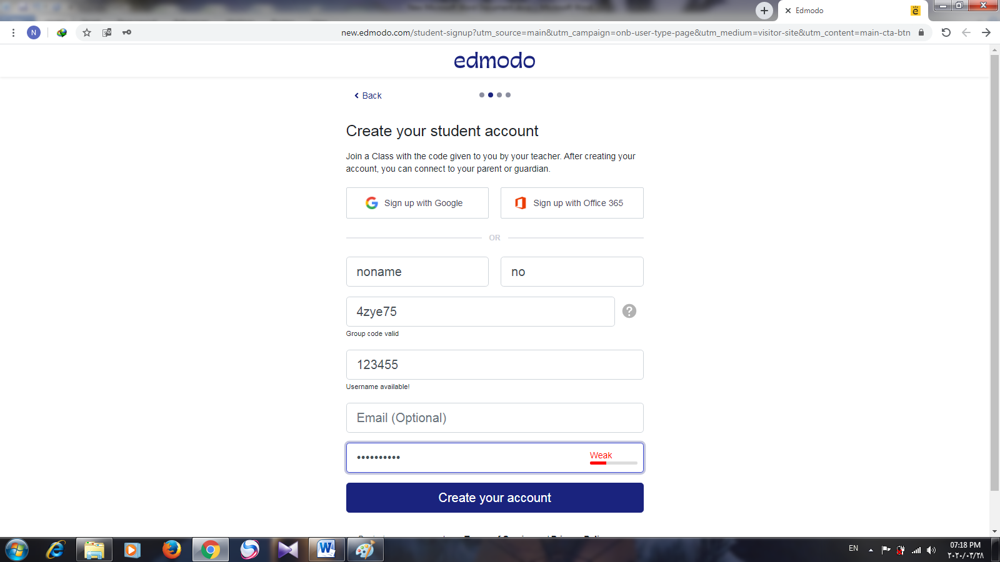 Edmodo
N
new.edmodo.com/student-signup?utm_source=main&utm_campaign=onb-user-type-page&utm_medium=visitor-site&utm_content=main-cta-btn
edmodo
Back
Create your student account
Join a Class with the code given to you by your teacher. After creating your
account, you can connect to your parent or guardian.
Sign up with Google
Sign up with Office 365
OR
noname
no
4zye75
?
Group code valid
123455
Username available!
Email (Optional)
••••••••••
Weak
Create your account
EN
07:18 PM
٢٠٢٠/٠٣/٢٨